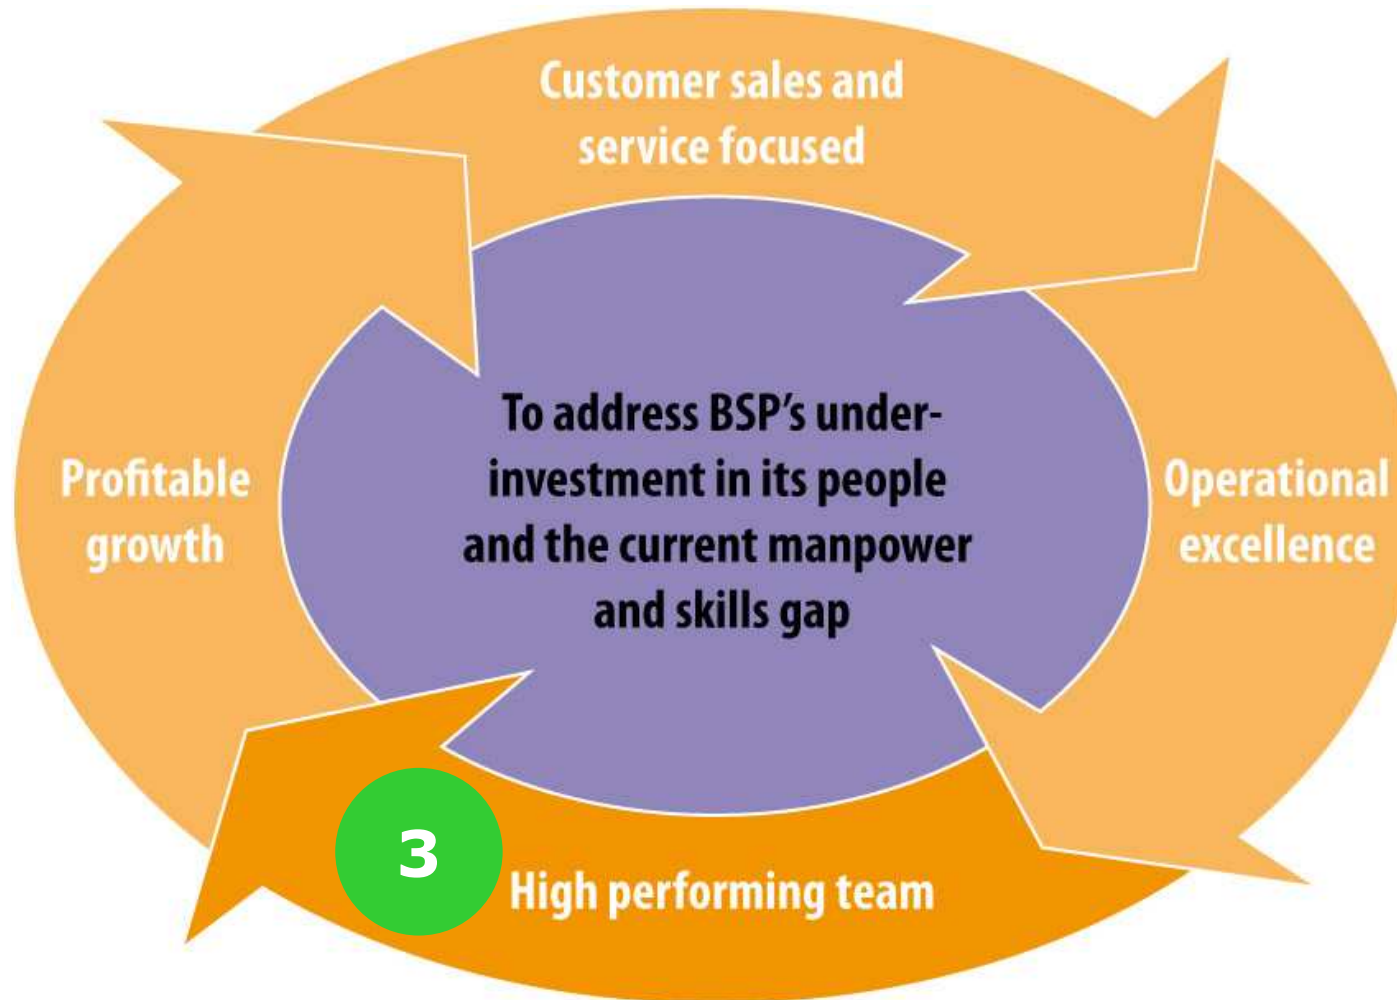 Customer sales and
service focused
Profitable
growth
To address BSP’s under-
investment in its people
and the current manpower
and skills gap
Operational
excellence
3
High performing team